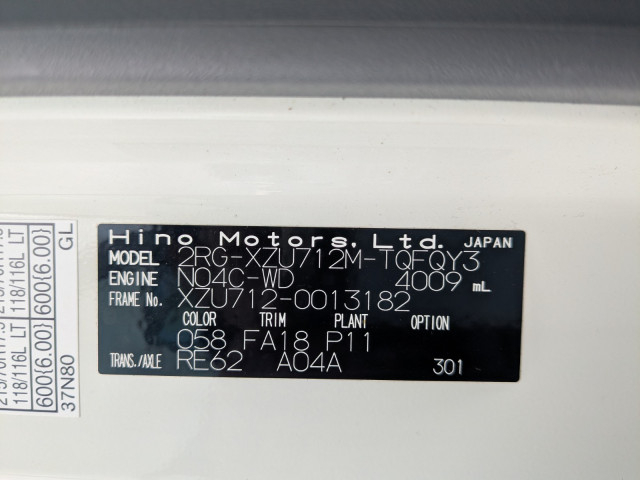 Hino Motors, Ltd. JAPAN
MODEL 2RG-XZU712M-TQFQY3
ENGINE N04C-WD 4009 mL
FRAME No. XZU712-0013182
COLOR TRIM PLANT OPTION
058 FA18 P11
TRANS./AXLE RE62 A04A 301
118/116L LT 118/116L LT
600{6.00} 600{6.00}
37N80 GL